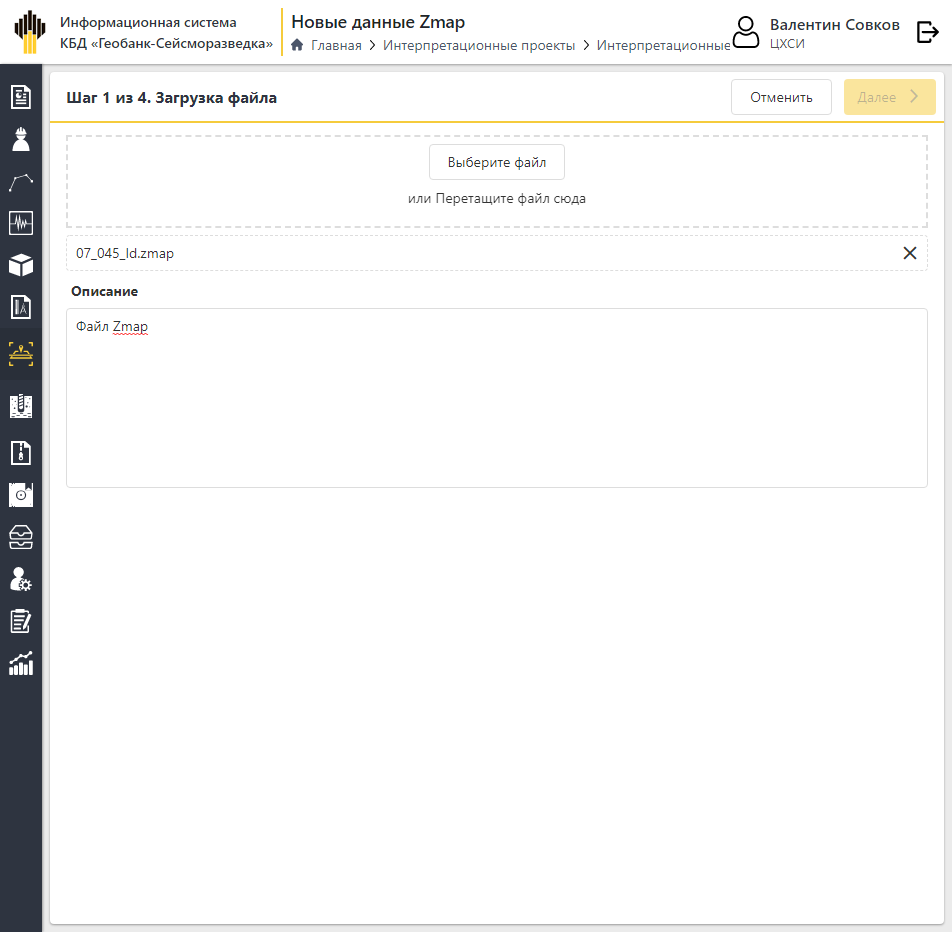 Информационная система
КБД «Геобанк-Сейсморазведка»
Новые данные Zmap
Главная > Интерпретационные проекты > Интерпретационные
Валентин Совков
ЦХСИ
Шаг 1 из 4. Загрузка файла
Отменить
Далее >
Выберите файл
или Перетащите файл сюда
07_045_ld.zmap
Описание
Файл Zmap